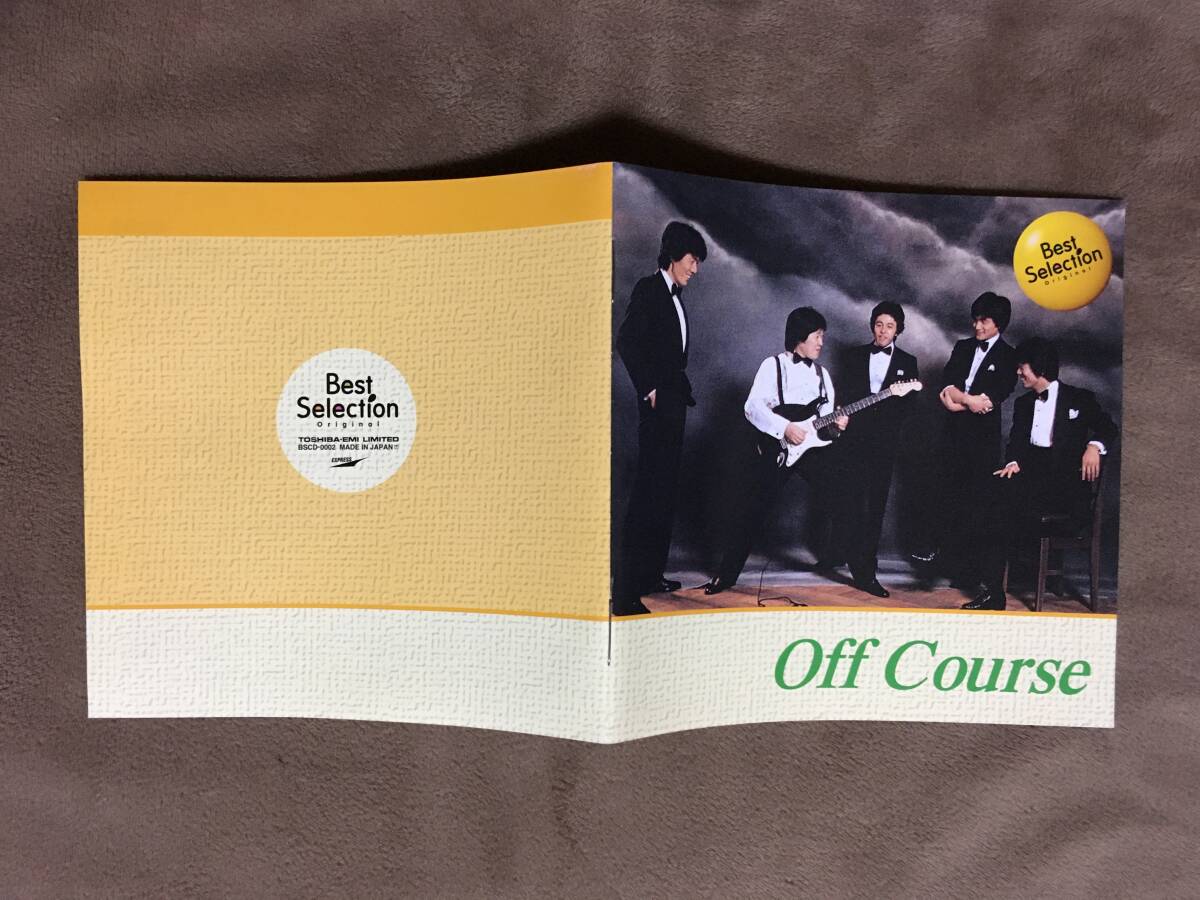 Best
Selection
Original
TOSHIBA-EMI LIMITED
BSCD-0002 MADE IN JAPAN
EXPRESS
Best
Selection
Original
Off Course